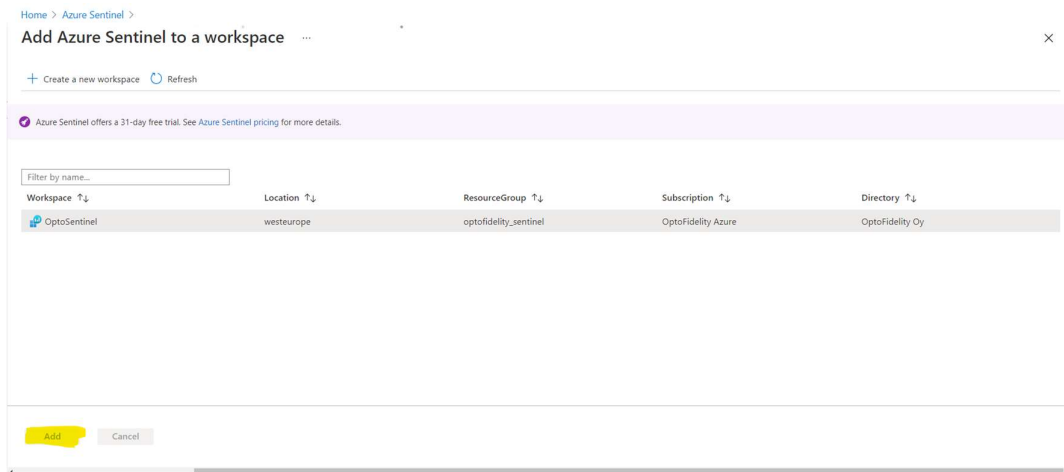 Home > Azure Sentinel >
Add Azure Sentinel to a workspace ...
Create a new workspace Refresh
Azure Sentinel offers a 31-day free trial. See Azure Sentinel pricing for more details.
Filter by name...
Workspace Location ResourceGroup Subscription Directory
OptoSentinel westeurope optofidelity_sentinel OptoFidelity Azure OptoFidelity Oy
Add Cancel